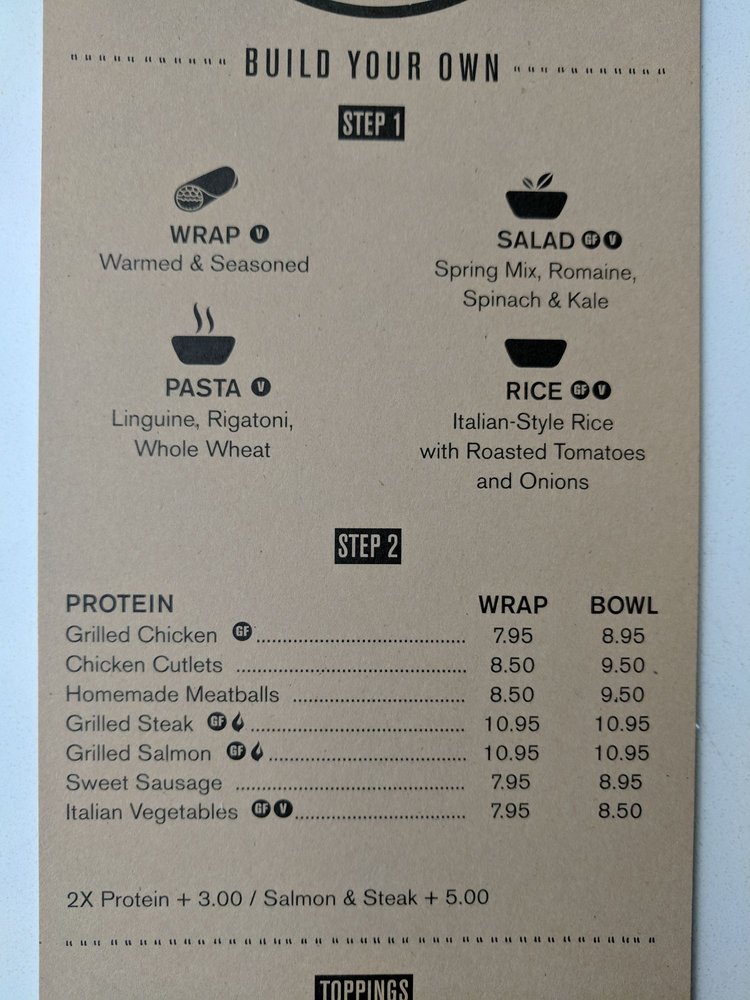 BUILD YOUR OWN
STEP 1
WRAP V
Warmed & Seasoned
SALAD GF V
Spring Mix, Romaine,
Spinach & Kale
PASTA V
Linguine, Rigatoni,
Whole Wheat
RICE GF V
Italian-Style Rice
with Roasted Tomatoes
and Onions
STEP 2
PROTEIN WRAP BOWL
Grilled Chicken GF 7.95 8.95
Chicken Cutlets 8.50 9.50
Homemade Meatballs 8.50 9.50
Grilled Steak GF 10.95 10.95
Grilled Salmon GF 10.95 10.95
Sweet Sausage 7.95 8.95
Italian Vegetables GF V 7.95 8.50
2X Protein + 3.00 / Salmon & Steak + 5.00
TOPPINGS